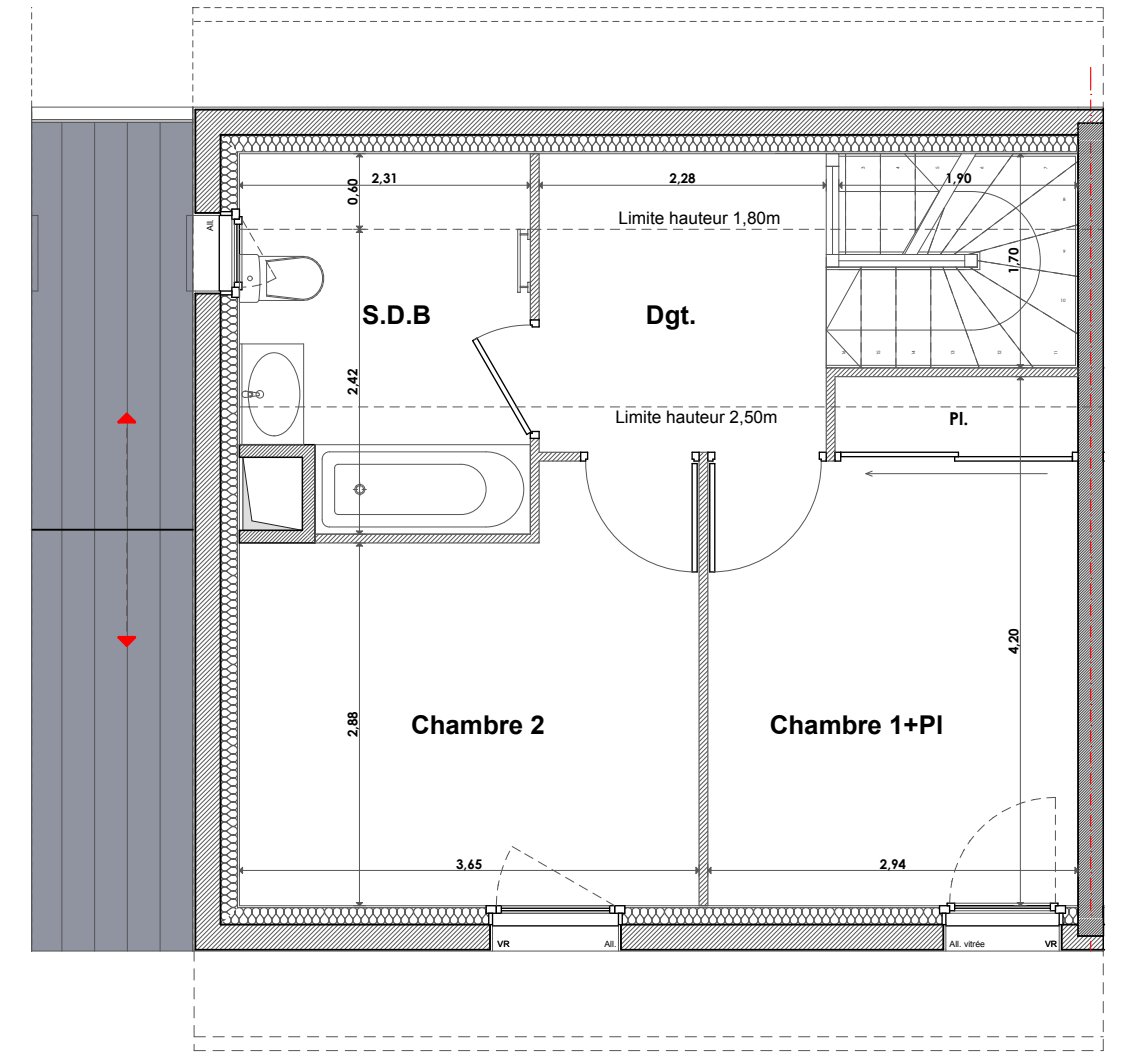 2,31
2,28
1,90
0,60
Limite hauteur 1,80m
All.
1,70
S.D.B
Dgt.
2,42
Limite hauteur 2,50m
Pl.
4,20
Chambre 2
Chambre 1+Pl
2,88
3,65
2,94
VR
All.
All. vitrée
VR